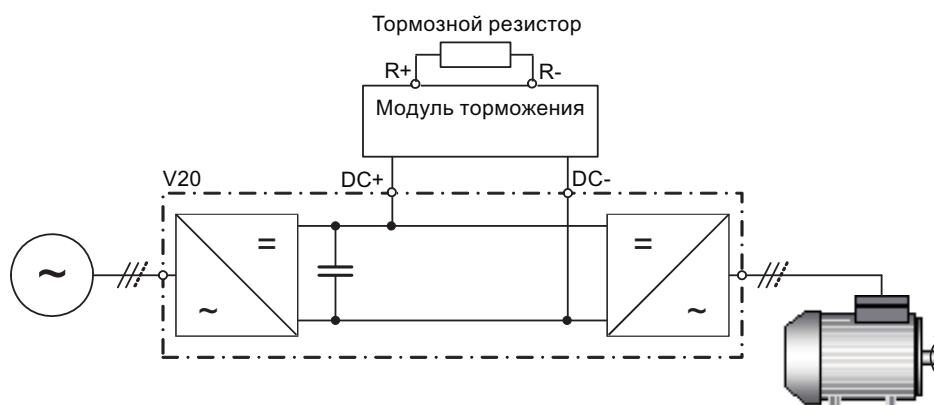 Тормозной резистор
R+ R-
Модуль торможения
V20 DC+ DC-
= =
~ ~ ~